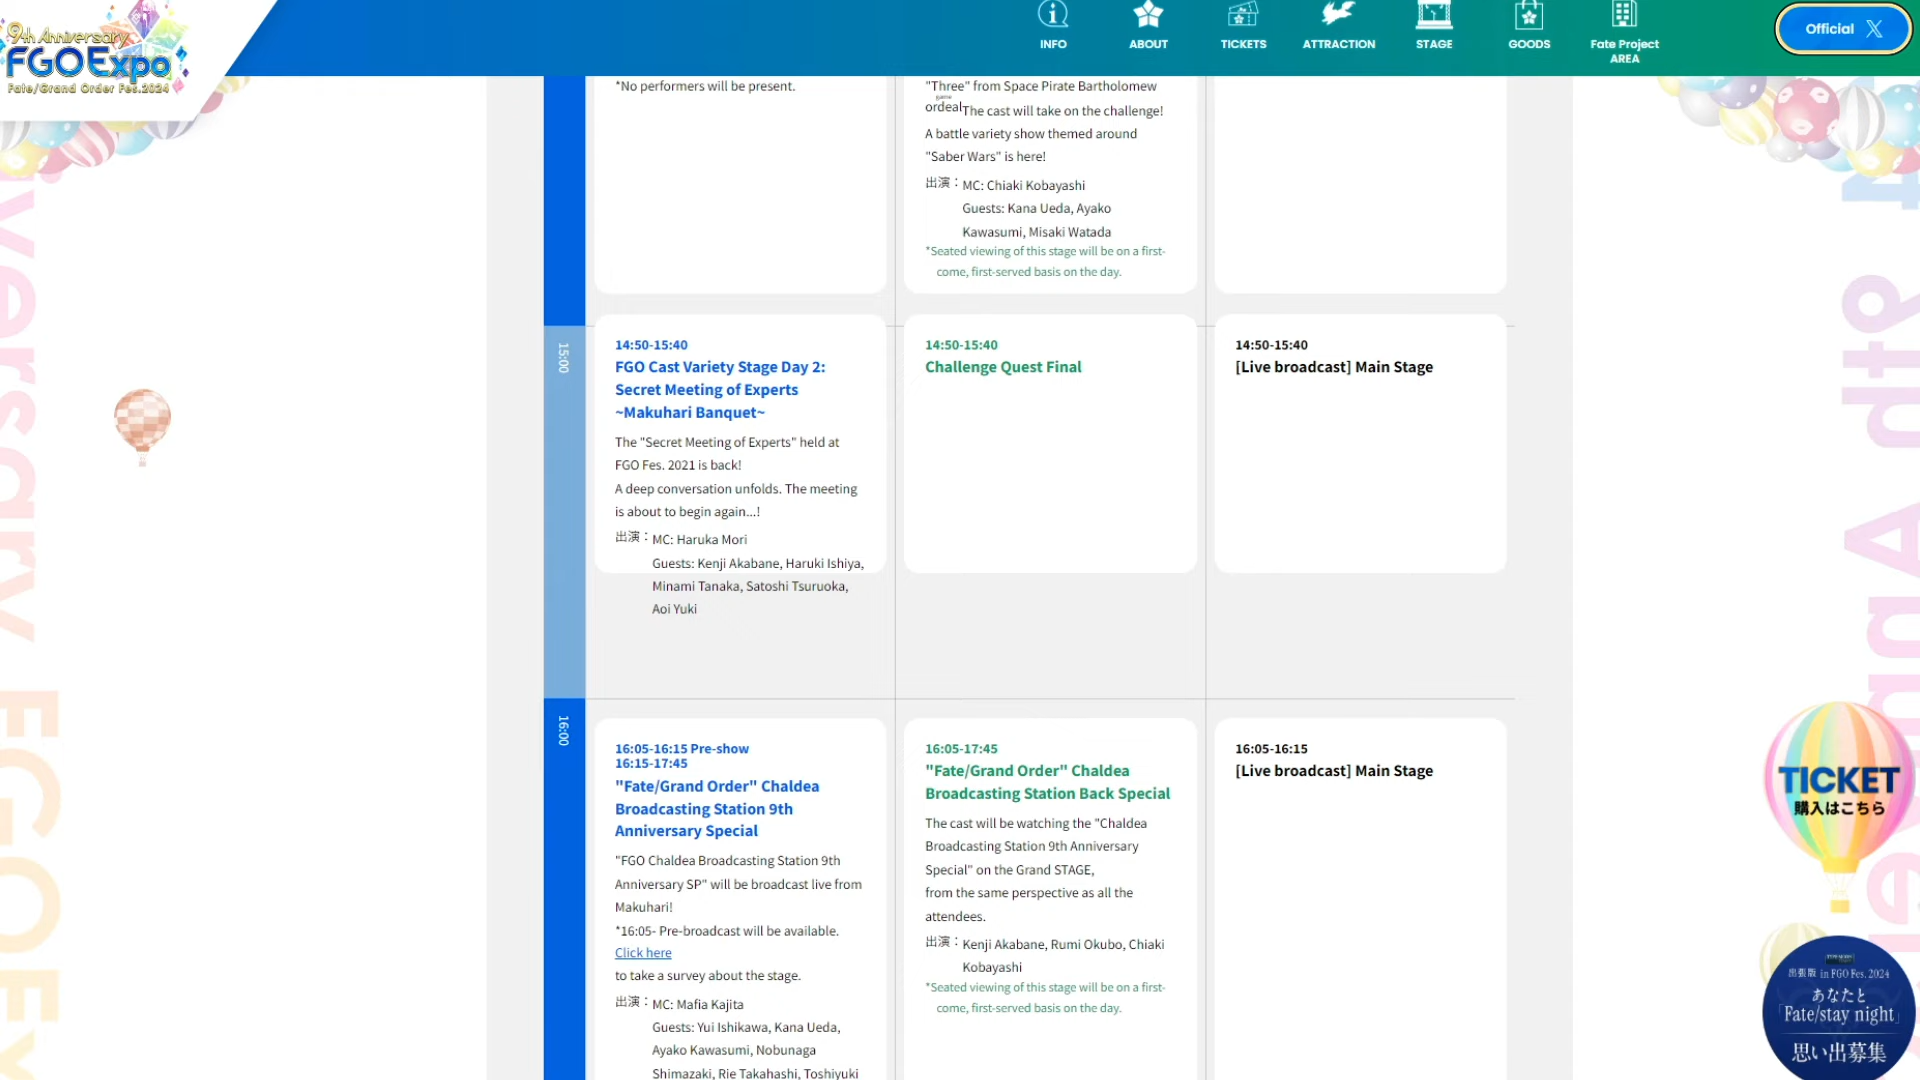 9th Anniversary
FGO Expo
Fate/Grand Order Fes.2024
INFO
ABOUT
TICKETS
ATTRACTION
STAGE
GOODS
Fate Project
AREA
Official X
*No performers will be present.
"Three" from Space Pirate Bartholomew
game
ordealThe cast will take on the challenge!
A battle variety show themed around
"Saber Wars" is here!
出演：MC: Chiaki Kobayashi
Guests: Kana Ueda, Ayako
Kawasumi, Misaki Watada
*Seated viewing of this stage will be on a first-
come, first-served basis on the day.
15:00
14:50-15:40
FGO Cast Variety Stage Day 2:
Secret Meeting of Experts
~Makuhari Banquet~
The "Secret Meeting of Experts" held at
FGO Fes. 2021 is back!
A deep conversation unfolds. The meeting
is about to begin again...!
出演：MC: Haruka Mori
Guests: Kenji Akabane, Haruki Ishiya,
Minami Tanaka, Satoshi Tsuruoka,
Aoi Yuki
14:50-15:40
Challenge Quest Final
14:50-15:40
[Live broadcast] Main Stage
16:00
16:05-16:15 Pre-show
16:15-17:45
"Fate/Grand Order" Chaldea
Broadcasting Station 9th
Anniversary Special
"FGO Chaldea Broadcasting Station 9th
Anniversary SP" will be broadcast live from
Makuhari!
*16:05- Pre-broadcast will be available.
Click here
to take a survey about the stage.
出演：MC: Mafia Kajita
Guests: Yui Ishikawa, Kana Ueda,
Ayako Kawasumi, Nobunaga
Shimazaki, Rie Takahashi, Toshiyuki
16:05-17:45
"Fate/Grand Order" Chaldea
Broadcasting Station Back Special
The cast will be watching the "Chaldea
Broadcasting Station 9th Anniversary
Special" on the Grand STAGE,
from the same perspective as all the
attendees.
出演：Kenji Akabane, Rumi Okubo, Chiaki
Kobayashi
*Seated viewing of this stage will be on a first-
come, first-served basis on the day.
16:05-16:15
[Live broadcast] Main Stage
TICKET
購入はこちら
出張版 in FGO Fes. 2024
あなたと
「Fate/stay night」
思い出募集
versary FGO Ex
9th Anniver